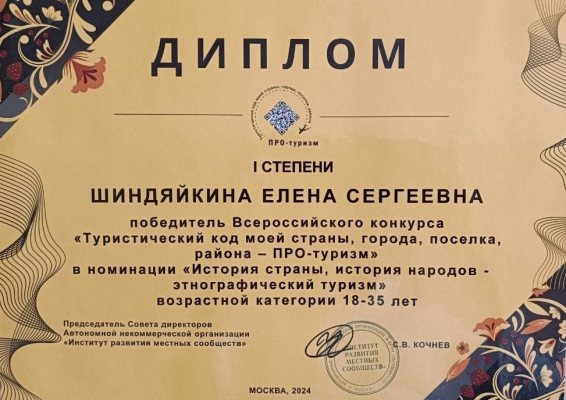 ДИПЛОМ
ПРО-туризм
I СТЕПЕНИ
ШИНДЯЙКИНА ЕЛЕНА СЕРГЕЕВНА
победитель Всероссийского конкурса
«Туристический код моей страны, города, поселка,
района – ПРО-туризм»
в номинации «История страны, история народов -
этнографический туризм»
возрастной категории 18-35 лет
Председатель Совета директоров
Автономной некоммерческой организации
«Институт развития местных сообществ»
ИНСТИТУТ
РАЗВИТИЯ
МЕСТНЫХ
СООБЩЕСТВ
С.В. КОЧНЕВ
МОСКВА, 2024